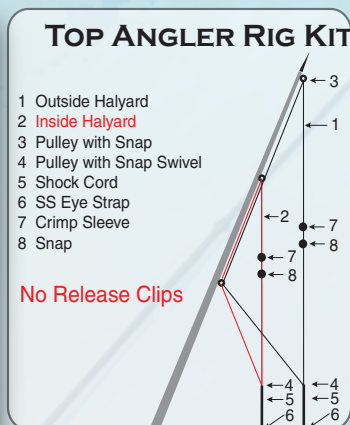 TOP ANGLER RIG KIT
1 Outside Halyard
2 Inside Halyard
3 Pulley with Snap
4 Pulley with Snap Swivel
5 Shock Cord
6 SS Eye Strap
7 Crimp Sleeve
8 Snap
No Release Clips
3
1
2
7
8
7
8
4
5
6
4
5
6